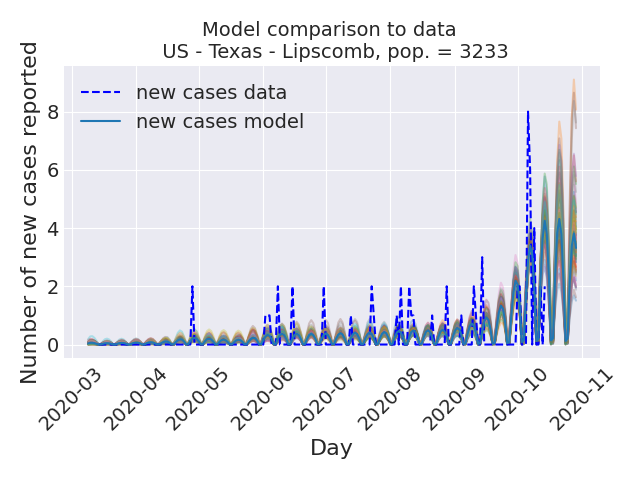 Model comparison to data
US - Texas - Lipscomb, pop. = 3233
Number of new cases reported
8
6
4
2
0
new cases data
new cases model
2020-03
2020-04
2020-05
2020-06
2020-07
2020-08
2020-09
2020-10
2020-11
Day